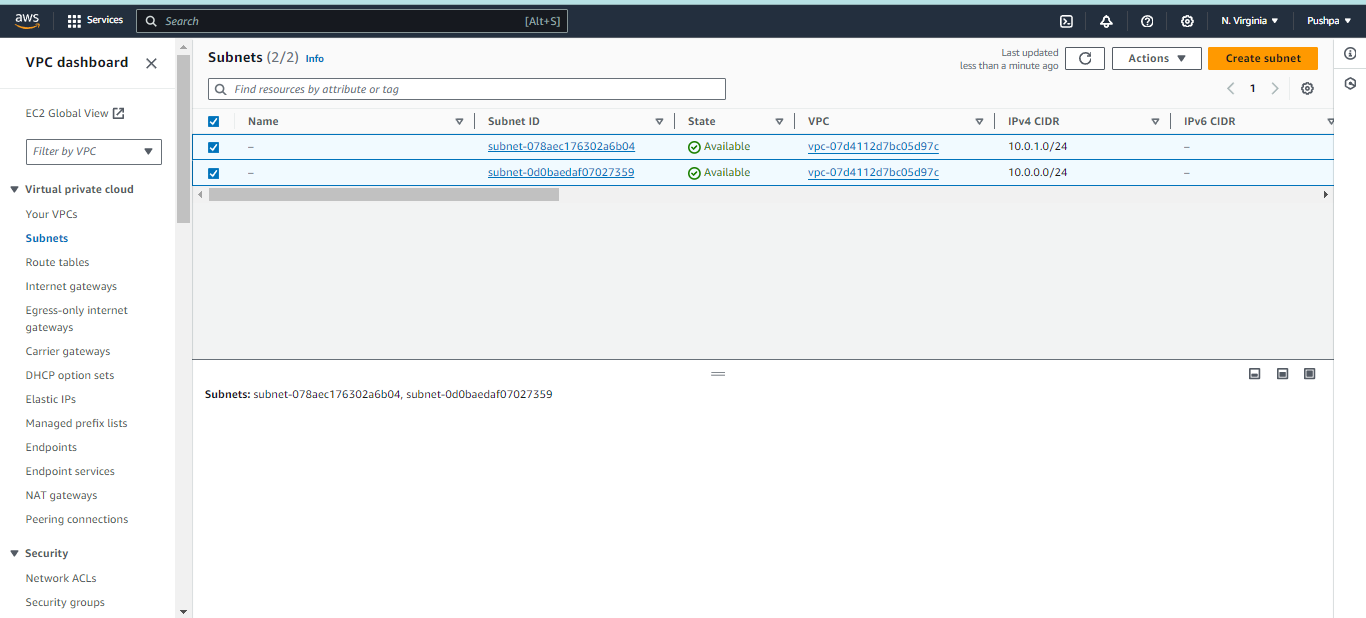 aws
Services
Search [Alt+S]
N. Virginia
Pushpa
VPC dashboard
EC2 Global View
Filter by VPC
Virtual private cloud
Your VPCs
Subnets
Route tables
Internet gateways
Egress-only internet
gateways
Carrier gateways
DHCP option sets
Elastic IPs
Managed prefix lists
Endpoints
Endpoint services
NAT gateways
Peering connections
Security
Network ACLs
Security groups
Subnets (2/2) Info
Last updated
less than a minute ago
Actions
Create subnet
Find resources by attribute or tag
1
Name Subnet ID State VPC IPv4 CIDR IPv6 CIDR
– subnet-078aec176302a6b04 Available vpc-07d4112d7bc05d97c 10.0.1.0/24 –
– subnet-0d0baedaf07027359 Available vpc-07d4112d7bc05d97c 10.0.0.0/24 –
Subnets: subnet-078aec176302a6b04, subnet-0d0baedaf07027359